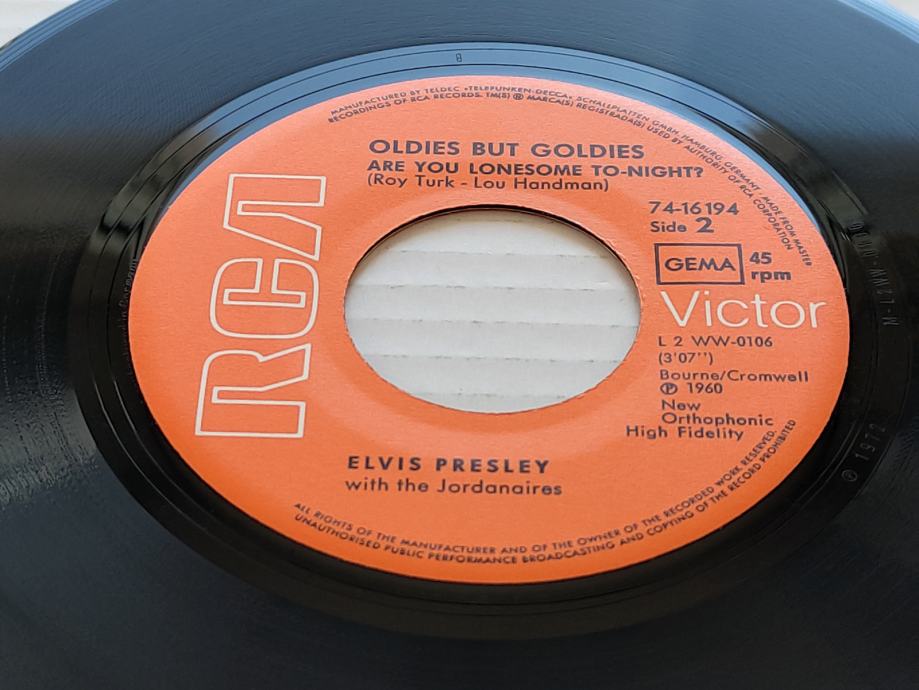 MANUFACTURED BY TELDEC »TELEFUNKEN-DECCA« SCHALLPLATTEN GMBH, HAMBURG, GERMANY · MADE FROM MASTER
RECORDINGS OF RCA RECORDS. TM(S) ® MARCA(S) REGISTRADA(S) USED BY AUTHORITY OF RCA CORPORATION
OLDIES BUT GOLDIES
ARE YOU LONESOME TO-NIGHT?
(Roy Turk - Lou Handman)
RCA
74-16194
Side 2
GEMA
45
rpm
Victor
L 2 WW-0106
(3'07'')
Bourne/Cromwell
℗ 1960
New
Orthophonic
High Fidelity
ELVIS PRESLEY
with the Jordanaires
ALL RIGHTS OF THE MANUFACTURER AND OF THE OWNER OF THE RECORDED WORK RESERVED.
UNAUTHORISED PUBLIC PERFORMANCE BROADCASTING AND COPYING OF THE RECORD PROHIBITED
℗ 1972